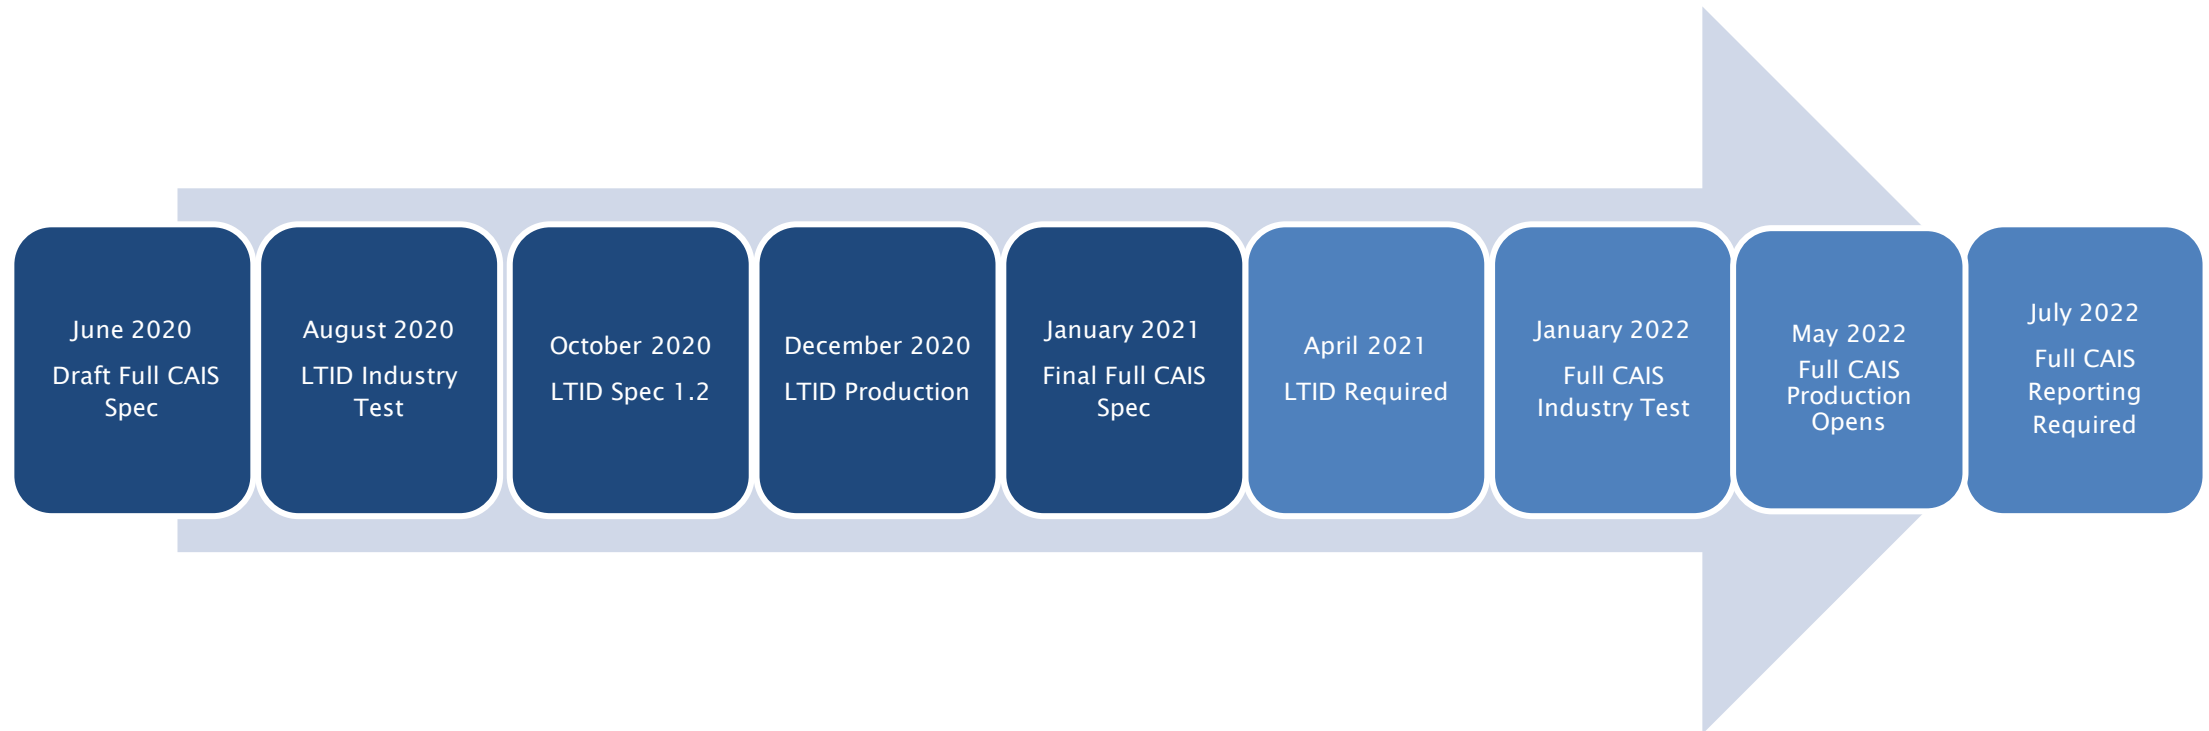 June 2020
Draft Full CAIS
Spec
August 2020
LTID Industry
Test
October 2020
LTID Spec 1.2
December 2020
LTID Production
January 2021
Final Full CAIS
Spec
April 2021
LTID Required
January 2022
Full CAIS
Industry Test
May 2022
Full CAIS
Production
Opens
July 2022
Full CAIS
Reporting
Required